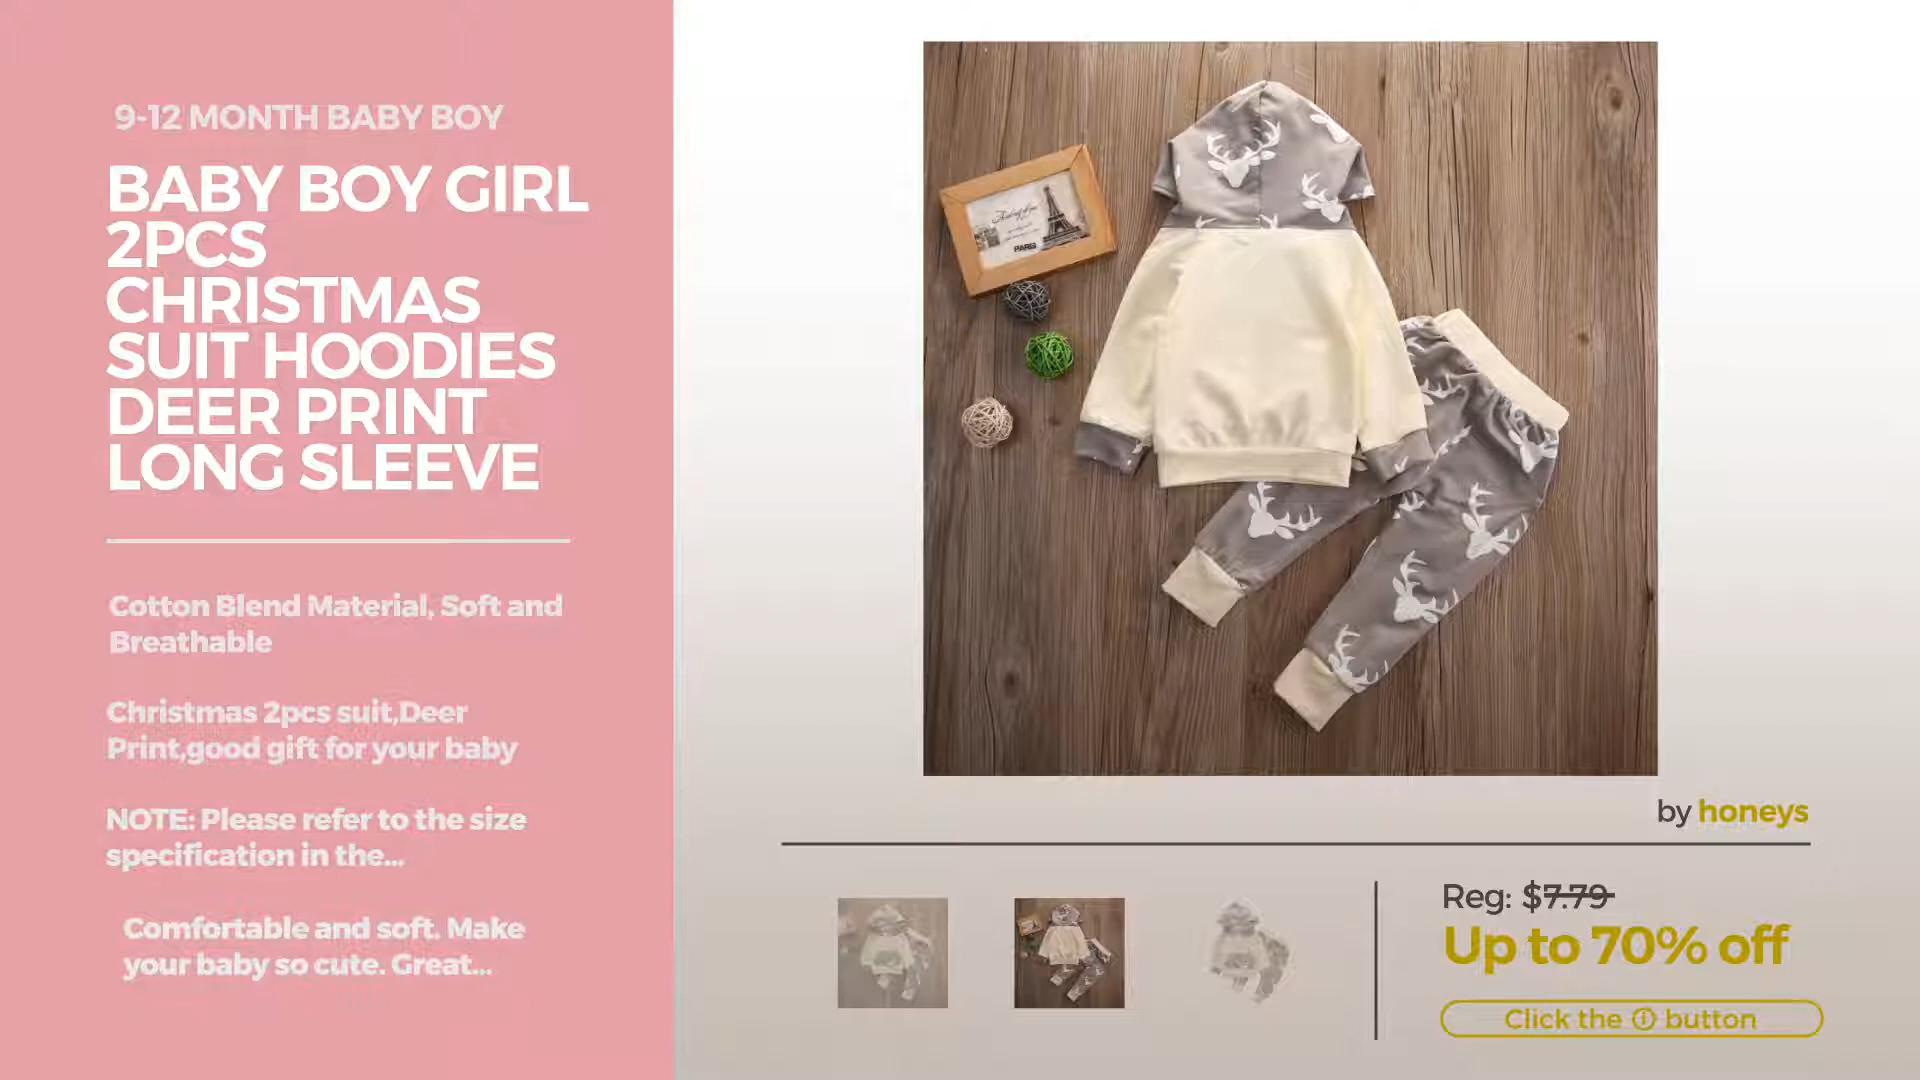 9-12 MONTH BABY BOY
BABY BOY GIRL
2PCS
CHRISTMAS
SUIT HOODIES
DEER PRINT
LONG SLEEVE
Cotton Blend Material, Soft and
Breathable
Christmas 2pcs suit,Deer
Print,good gift for your baby
NOTE: Please refer to the size
specification in the...
Comfortable and soft. Make
your baby so cute. Great...
PARIS
by honeys
Reg: $7.79
Up to 70% off
Click the ⓘ button